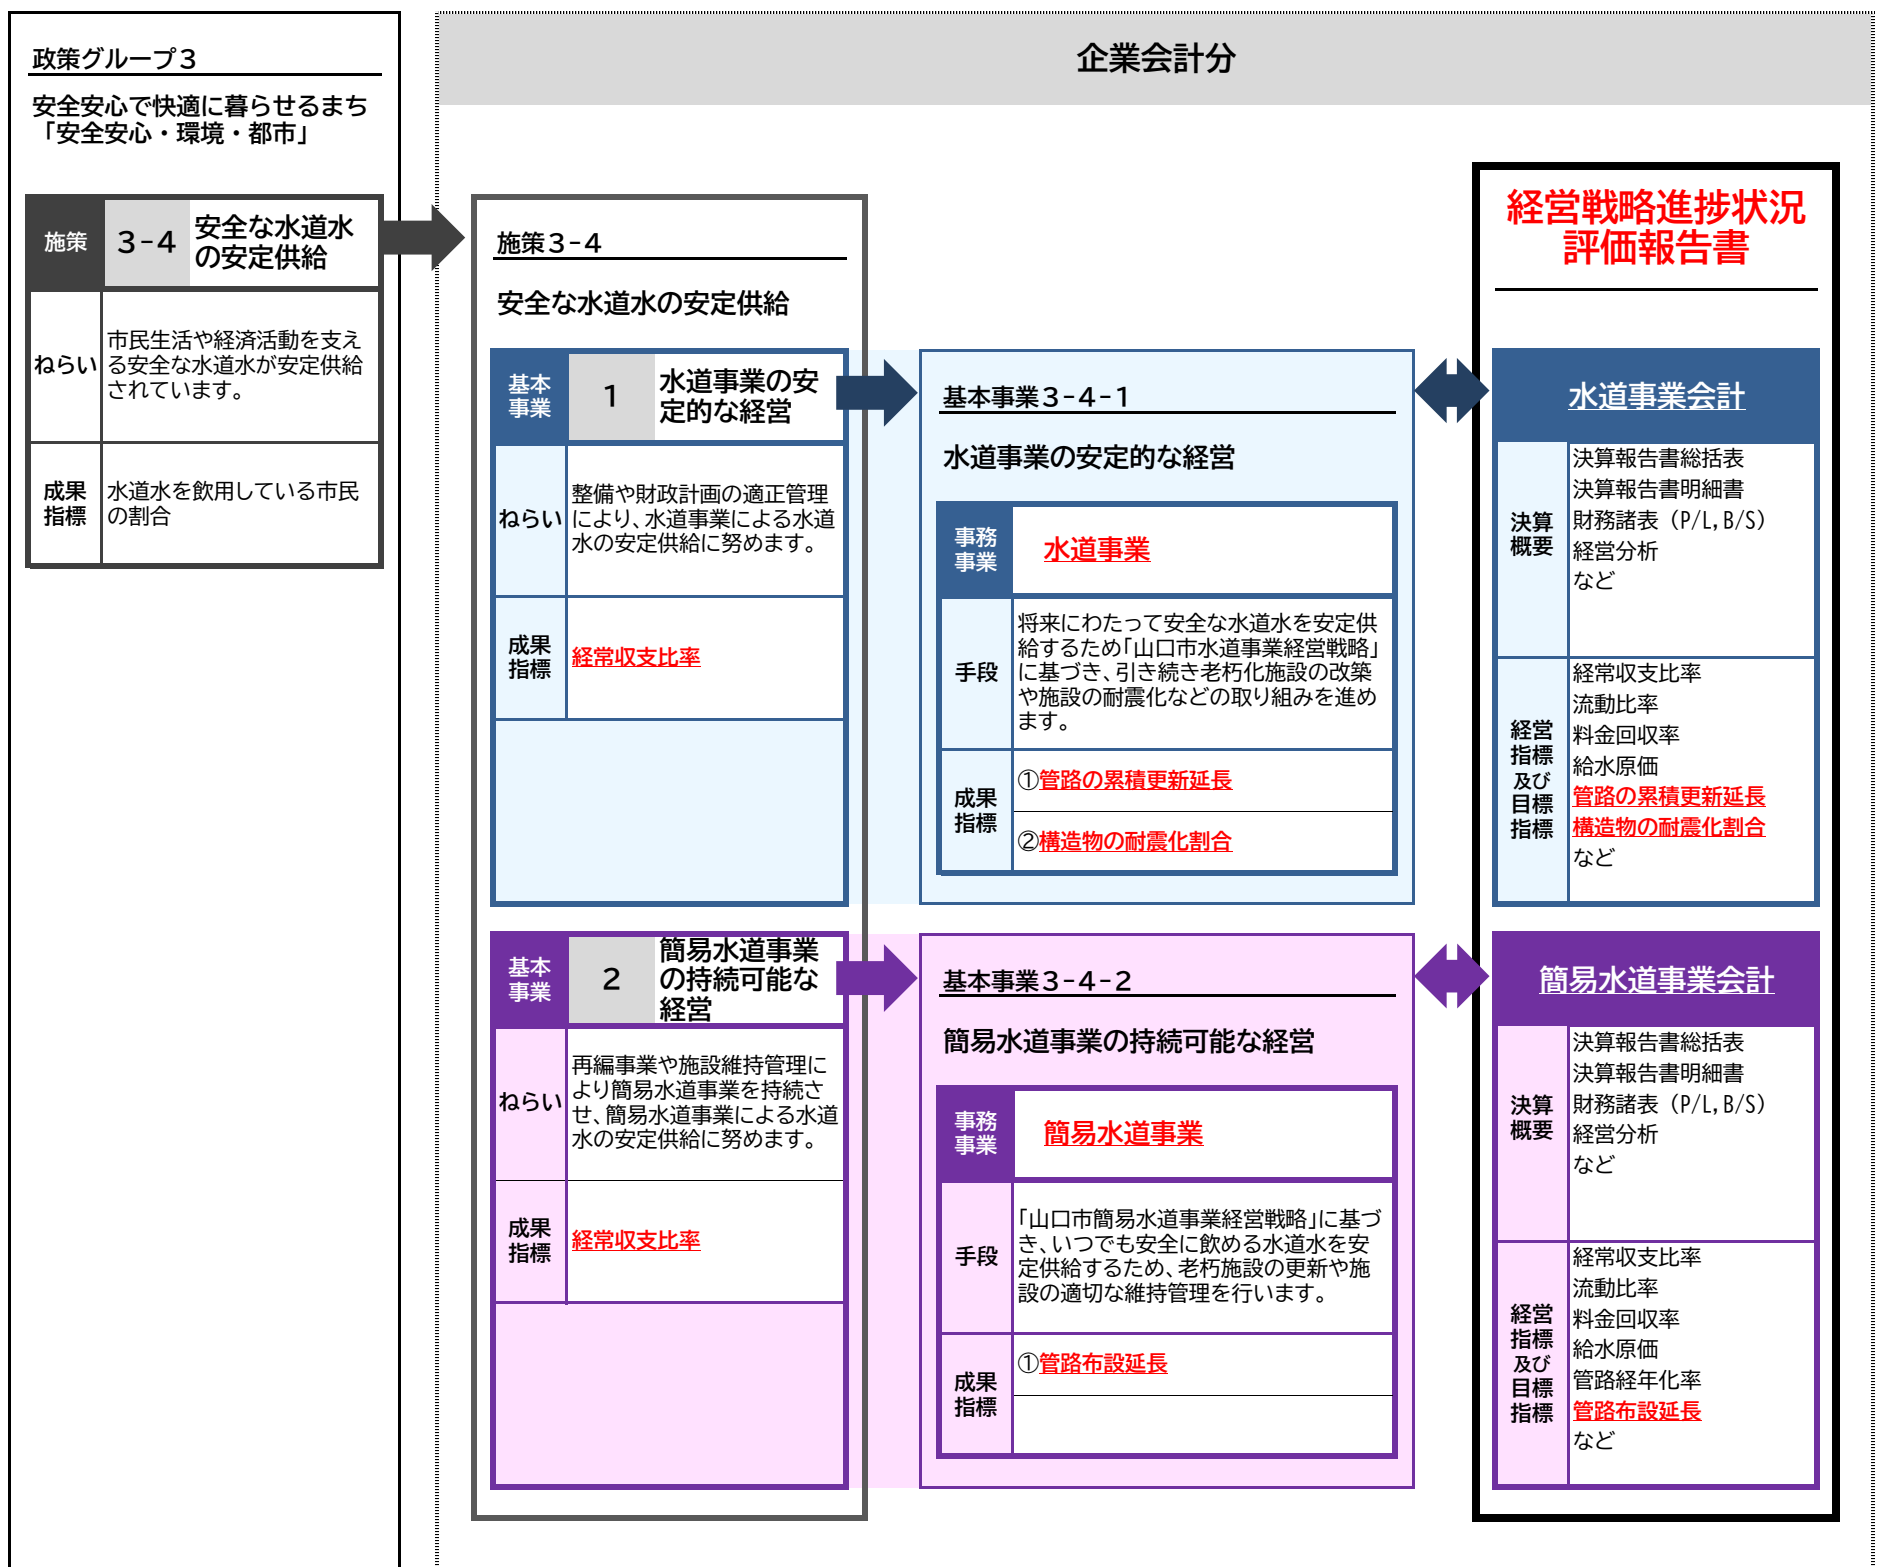 政策グループ３
安全安心で快適に暮らせるまち
「安全安心・環境・都市」
施策
３－４
安全な水道水
の安定供給
ねらい
市民生活や経済活動を支え
る安全な水道水が安定供給
されています。
成果
指標
水道水を飲用している市民
の割合
企業会計分
施策３－４
安全な水道水の安定供給
基本
事業
１
水道事業の安
定的な経営
ねらい
整備や財政計画の適正管理
により、水道事業による水道
水の安定供給に努めます。
成果
指標
経常収支比率
基本
事業
２
簡易水道事業
の持続可能な
経営
ねらい
再編事業や施設維持管理に
より簡易水道事業を持続さ
せ、簡易水道事業による水道
水の安定供給に努めます。
成果
指標
経常収支比率
基本事業３－４－１
水道事業の安定的な経営
事務
事業
水道事業
手段
将来にわたって安全な水道水を安定供
給するため「山口市水道事業経営戦略」
に基づき、引き続き老朽化施設の改築
や施設の耐震化などの取り組みを進め
ます。
成果
指標
①管路の累積更新延長
②構造物の耐震化割合
基本事業３－４－２
簡易水道事業の持続可能な経営
事務
事業
簡易水道事業
手段
「山口市簡易水道事業経営戦略」に基づ
き、いつでも安全に飲める水道水を安
定供給するため、老朽施設の更新や施
設の適切な維持管理を行います。
成果
指標
①管路布設延長
経営戦略進捗状況
評価報告書
水道事業会計
決算
概要
決算報告書総括表
決算報告書明細書
財務諸表（P/L,B/S）
経営分析
など
経営
指標
及び
目標
指標
経常収支比率
流動比率
料金回収率
給水原価
管路の累積更新延長
構造物の耐震化割合
など
簡易水道事業会計
決算
概要
決算報告書総括表
決算報告書明細書
財務諸表（P/L,B/S）
経営分析
など
経営
指標
及び
目標
指標
経常収支比率
流動比率
料金回収率
給水原価
管路経年化率
管路布設延長
など